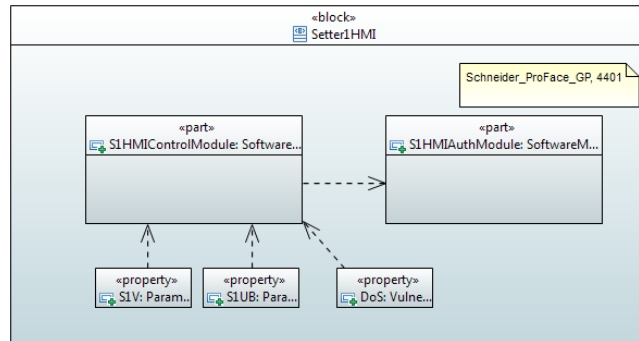 «block»
Setter1HMI
Schneider_ProFace_GP, 4401
«part»
S1HMIControlModule: Software...
«part»
S1HMIAuthModule: SoftwareM...
«property»
S1V: Param...
«property»
S1UB: Para...
«property»
DoS: Vulne...